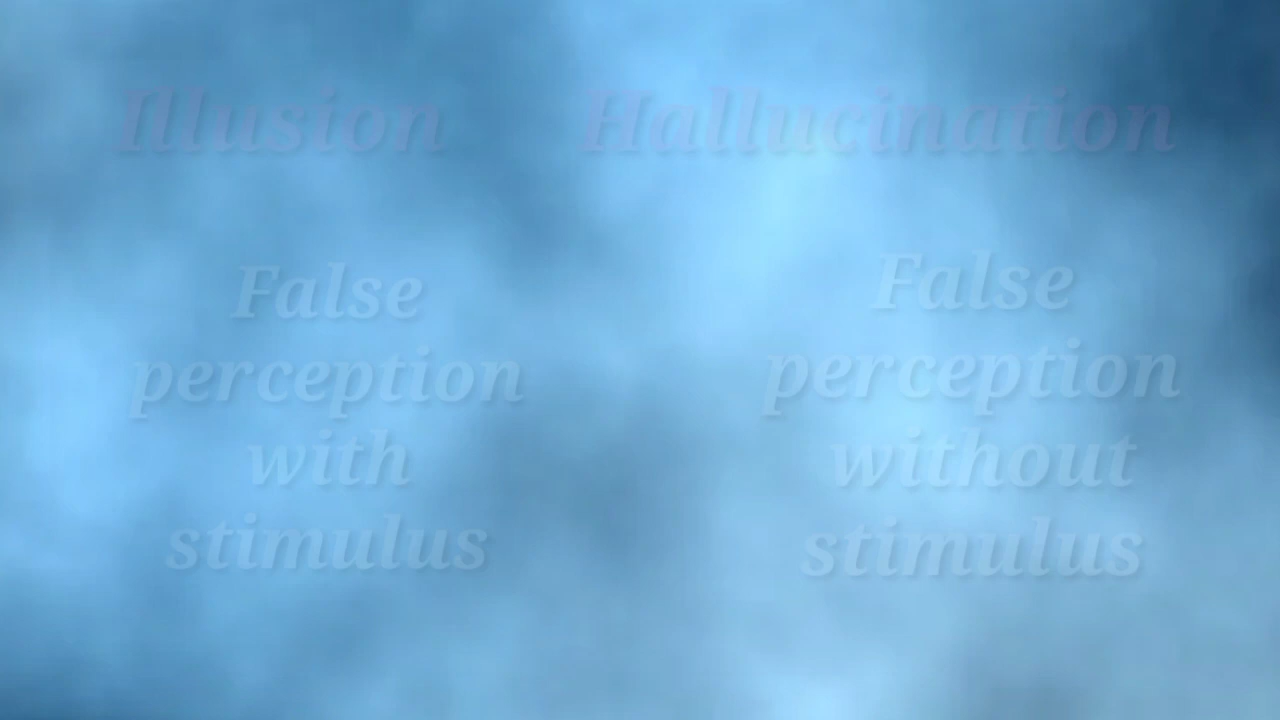 Illusion
False
perception
with
stimulus
Hallucination
False
perception
without
stimulus